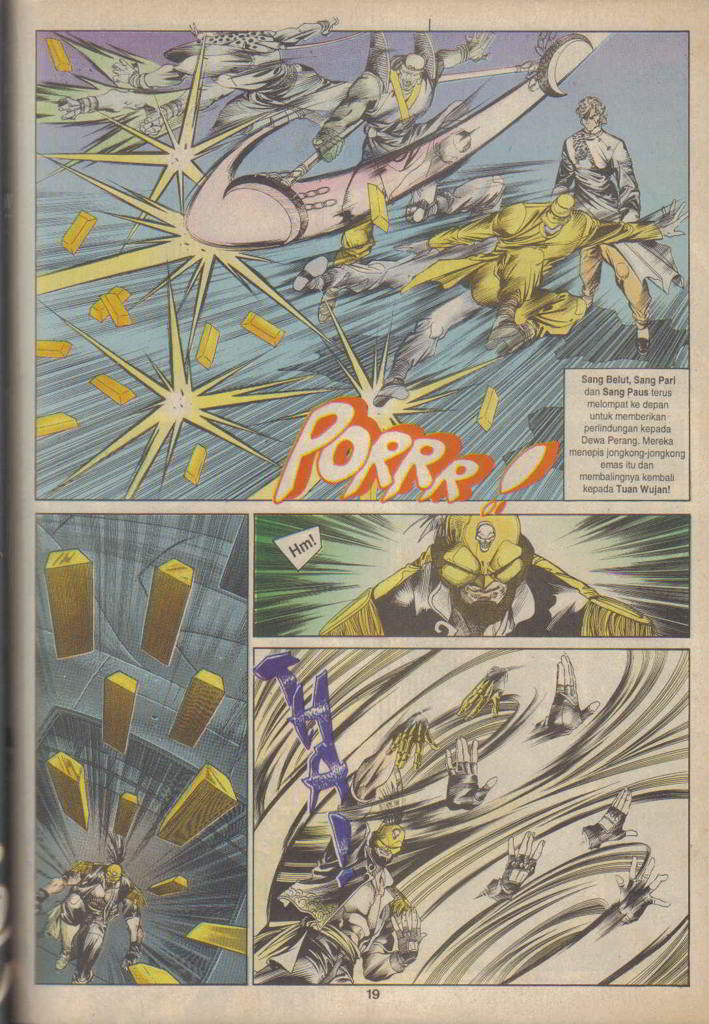 Sang Belut, Sang Pari
dan Sang Paus terus
melompat ke depan
untuk memberikan
perlindungan kepada
Dewa Perang. Mereka
menepis jongkong-jongkong
emas itu dan
membalingnya kembali
kepada Tuan Wujan!
PORRR!
Hm!
HA!
19